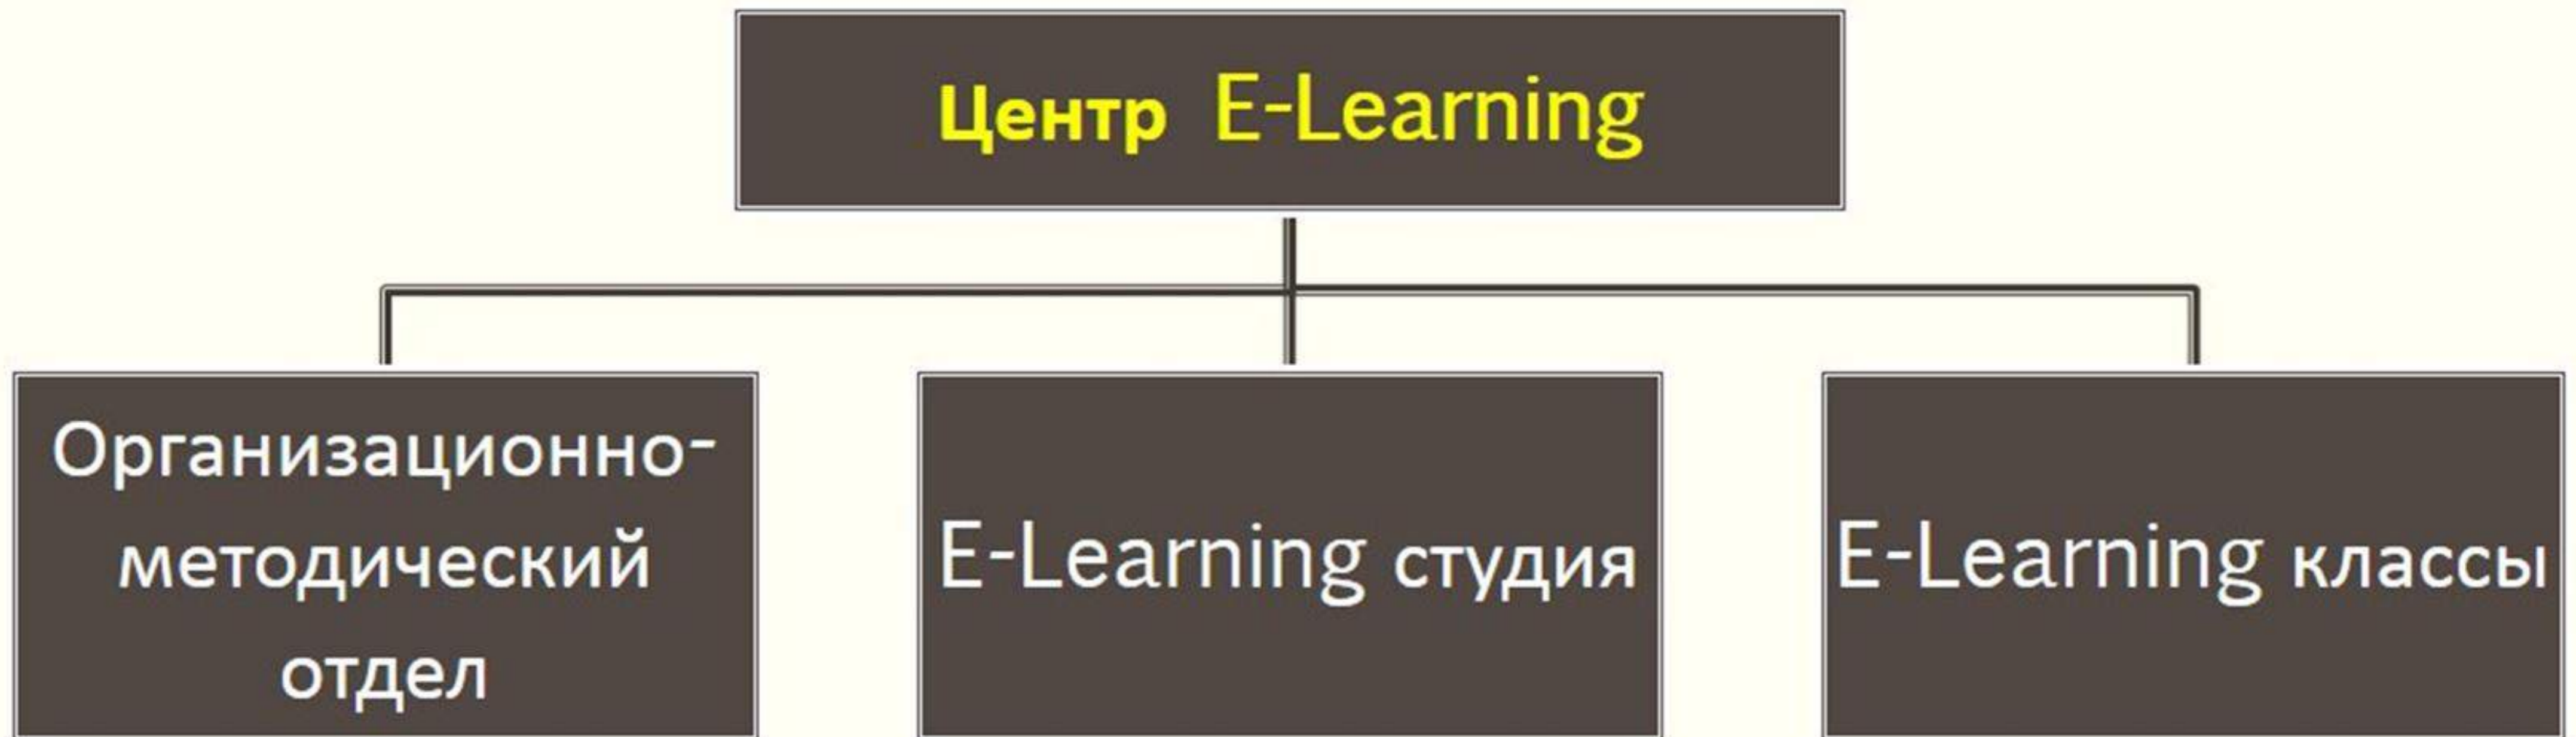 Центр E-Learning
Организационно-
методический
отдел
E-Learning студия
E-Learning классы